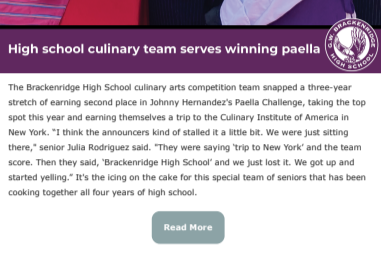 High school culinary team serves winning paella
G.W. BRACKENRIDGE
HIGH SCHOOL
The Brackenridge High School culinary arts competition team snapped a three-year
stretch of earning second place in Johnny Hernandez's Paella Challenge, taking the top
spot this year and earning themselves a trip to the Culinary Institute of America in
New York. “I think the announcers kind of stalled it a little bit. We were just sitting
there," senior Julia Rodriguez said. “They were saying ‘trip to New York’ and the team
score. Then they said, ‘Brackenridge High School’ and we just lost it. We got up and
started yelling.” It's the icing on the cake for this special team of seniors that has been
cooking together all four years of high school.
Read More